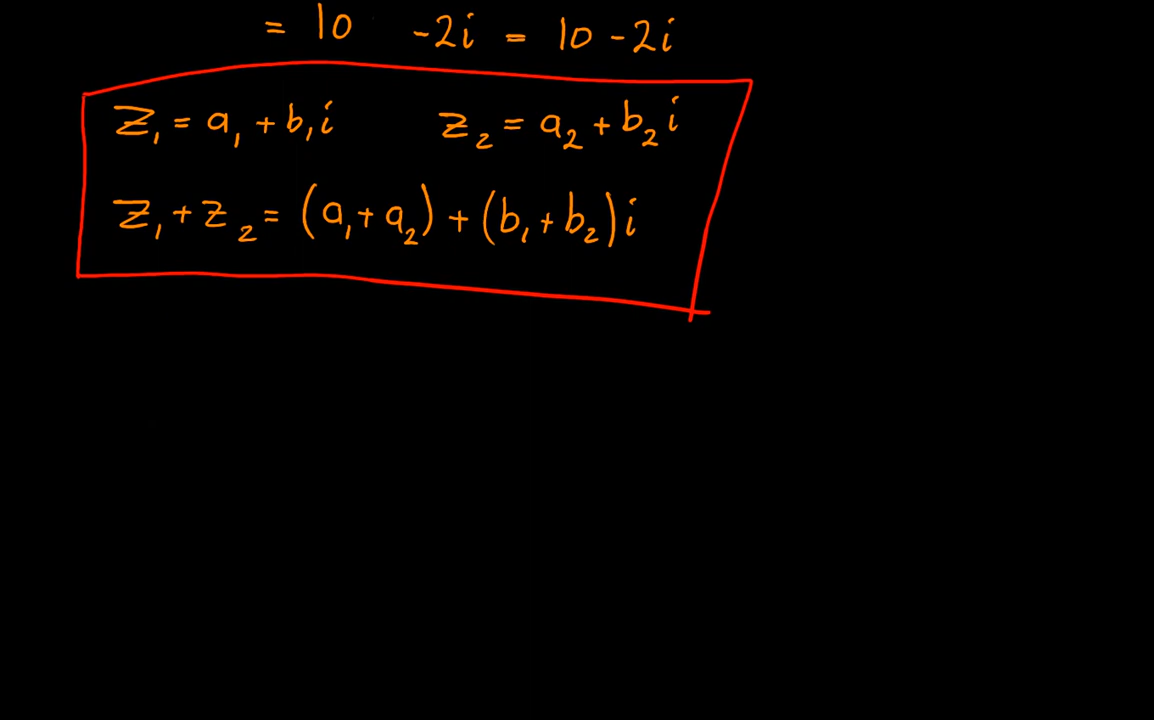 = 10 -2i = 10 - 2i
z₁ = a₁ + b₁i z₂ = a₂ + b₂i
z₁ + z₂ = (a₁ + a₂) + (b₁ + b₂)i